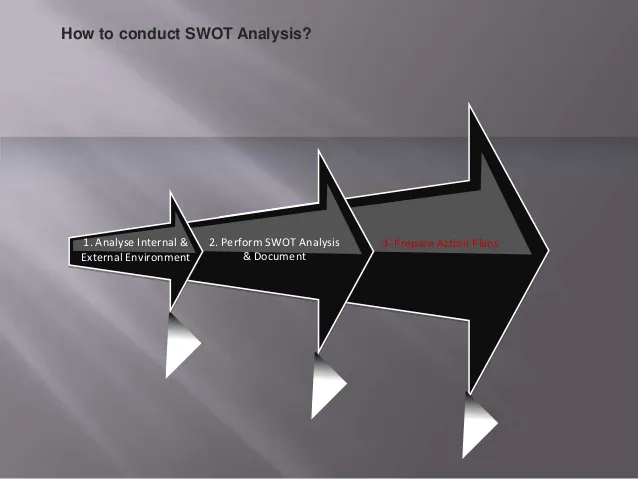 How to conduct SWOT Analysis?
1. Analyse Internal &
External Environment
2. Perform SWOT Analysis
& Document
3. Prepare Action Plans